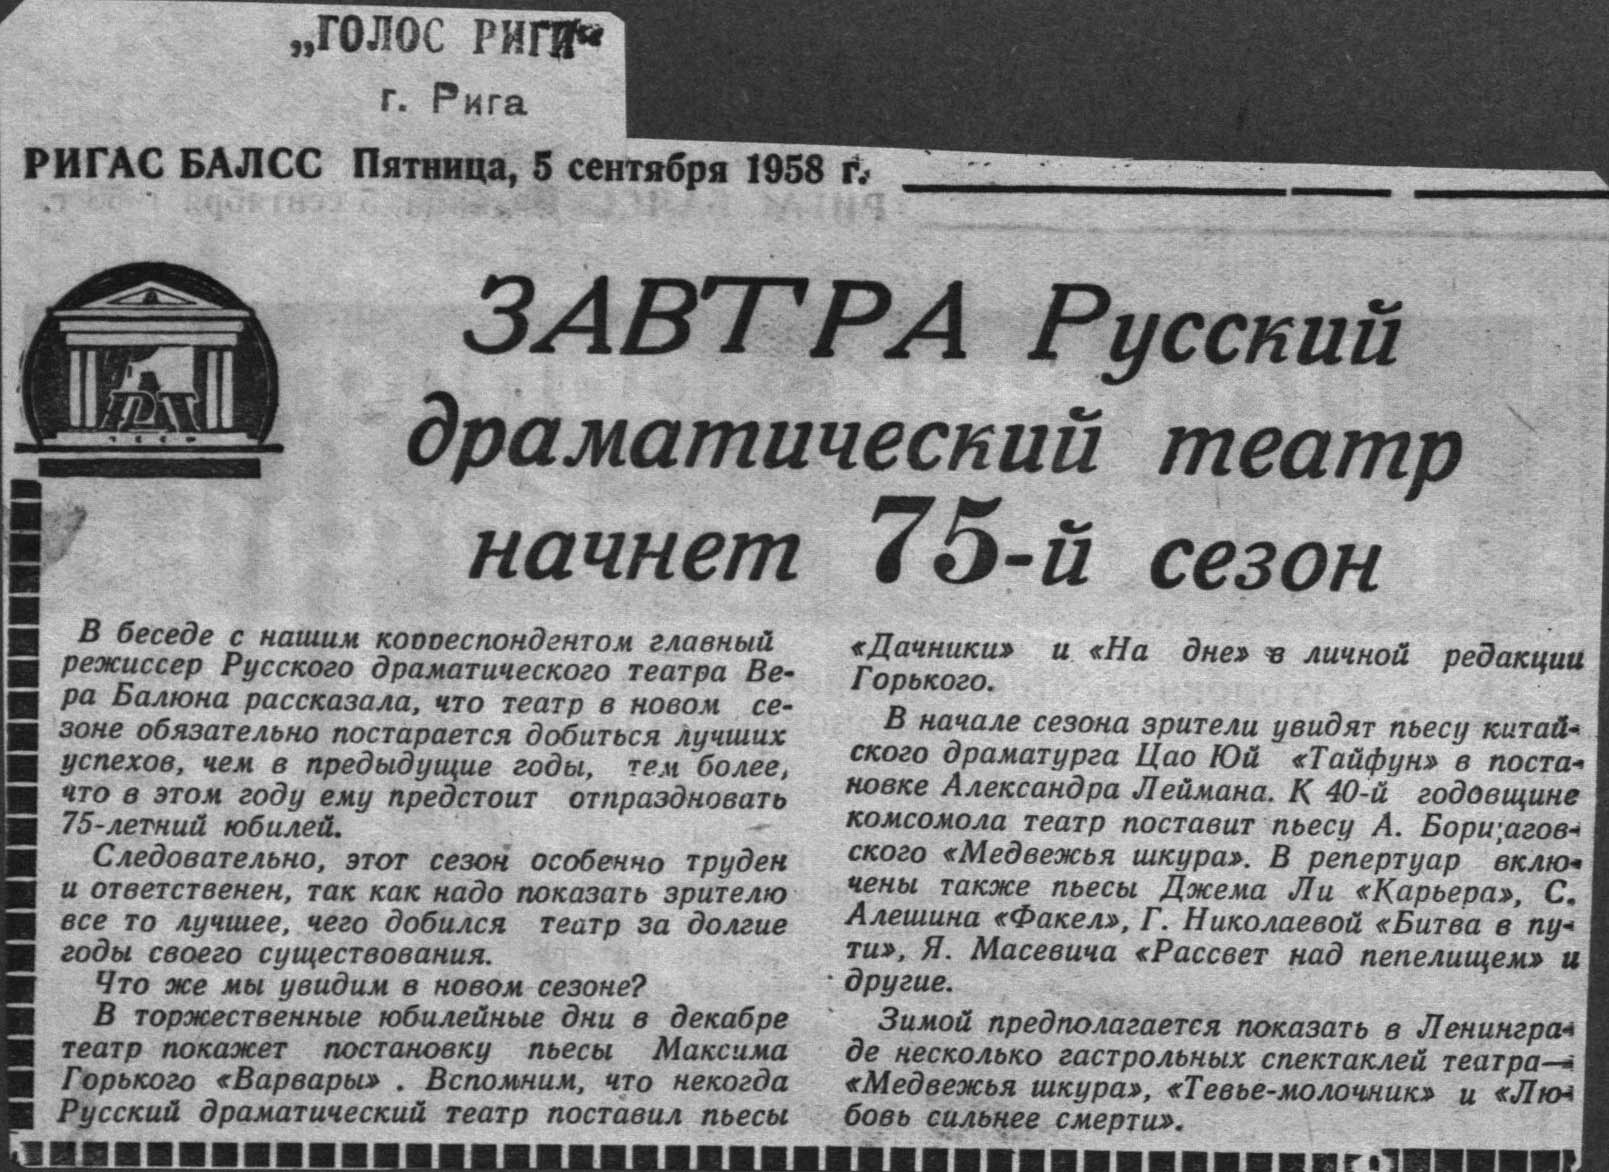 „ГОЛОС РИГИ"
г. Рига
РИГАС БАЛСС Пятница, 5 сентября 1958 г.
ЗАВТРА Русский
драматический театр
начнет 75-й сезон
В беседе с нашим корреспондентом главный
режиссер Русского драматического театра Ве-
ра Балюна рассказала, что театр в новом се-
зоне обязательно постарается добиться лучших
успехов, чем в предыдущие годы, тем более,
что в этом году ему предстоит отпраздновать
75-летний юбилей.
Следовательно, этот сезон особенно труден
и ответственен, так как надо показать зрителю
все то лучшее, чего добился театр за долгие
годы своего существования.
Что же мы увидим в новом сезоне?
В торжественные юбилейные дни в декабре
театр покажет постановку пьесы Максима
Горького «Варвары». Вспомним, что некогда
Русский драматический театр поставил пьесы
«Дачники» и «На дне» в личной редакции
Горького.
В начале сезона зрители увидят пьесу китай-
ского драматурга Цао Юй «Тайфун» в поста-
новке Александра Леймана. К 40-й годовщине
комсомола театр поставит пьесу А. Борщагов-
ского «Медвежья шкура». В репертуар вклю-
чены также пьесы Джема Ли «Карьера», С.
Алешина «Факел», Г. Николаевой «Битва в пу-
ти», Я. Масевича «Рассвет над пепелищем» и
другие.
Зимой предполагается показать в Ленингра-
де несколько гастрольных спектаклей театра—
«Медвежья шкура», «Тевье-молочник» и «Лю-
бовь сильнее смерти».